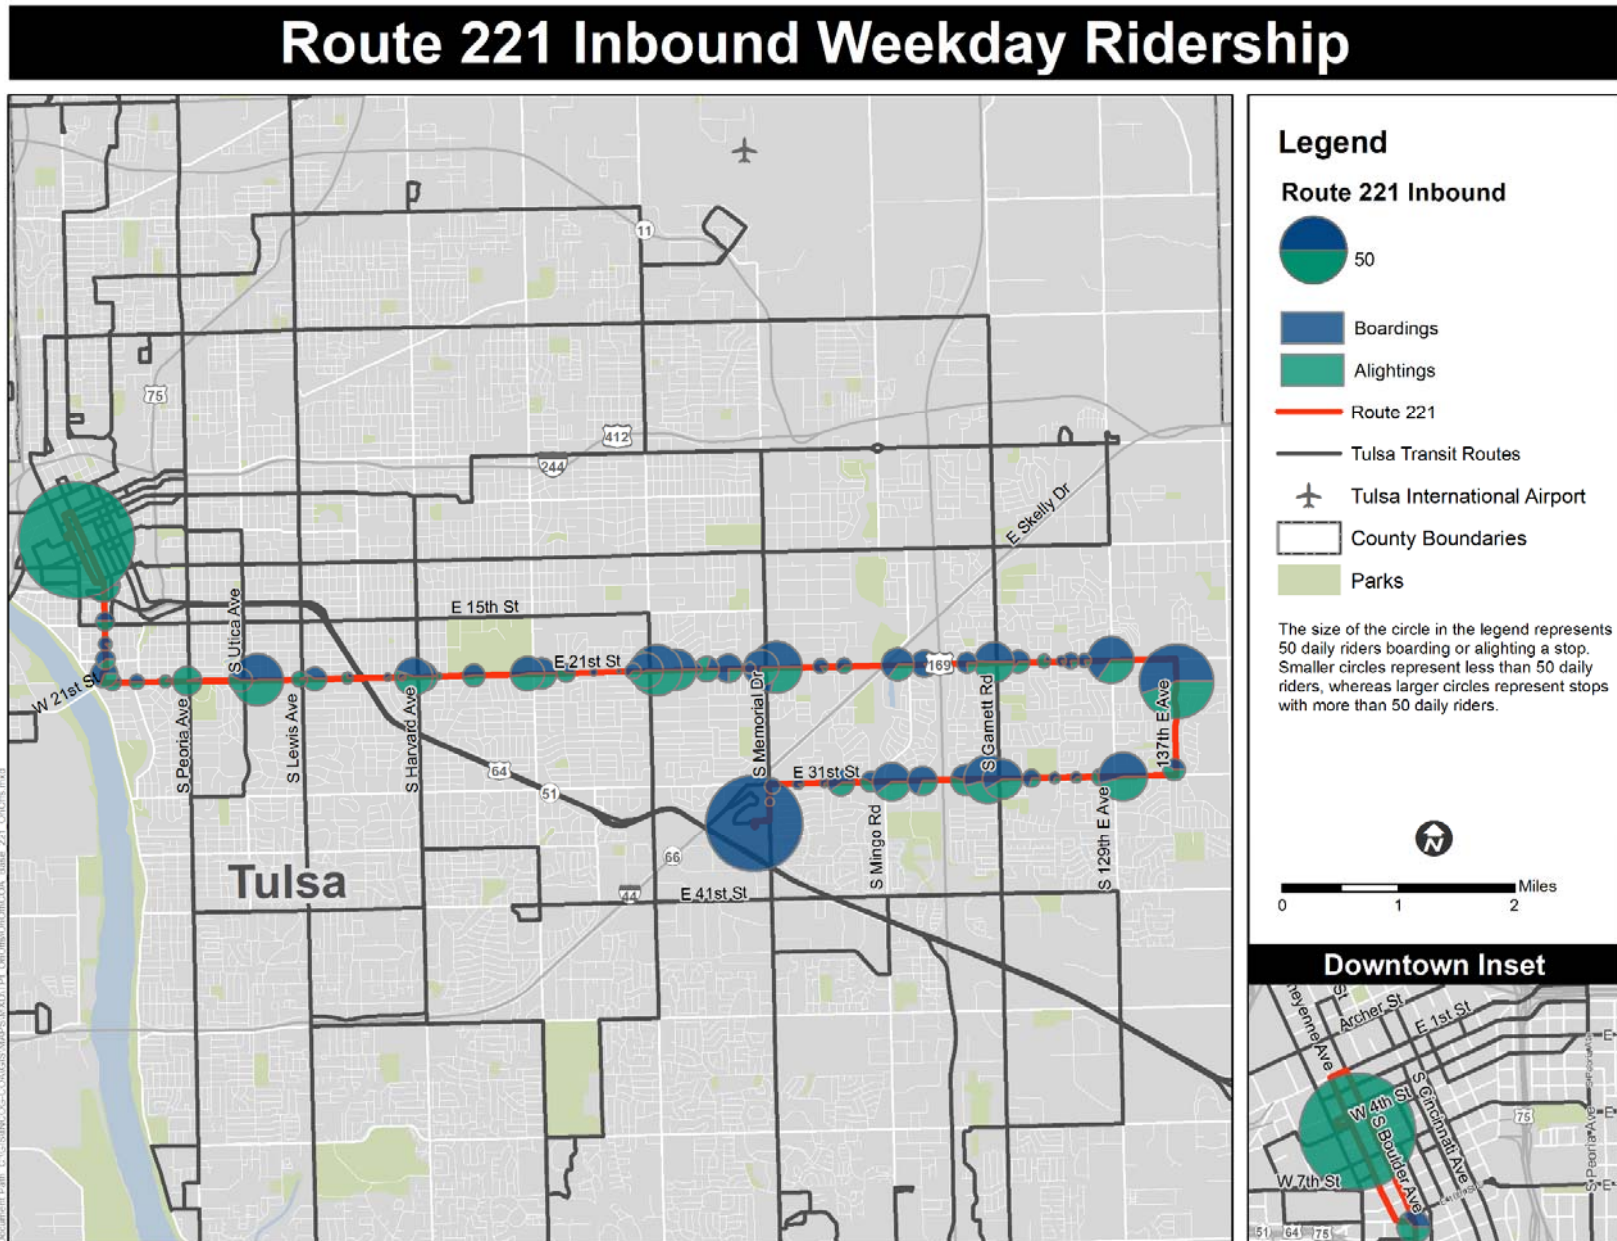 Route 221 Inbound Weekday Ridership
11
75
412
244
E Skelly Dr
E 15th St
S Utica Ave
E 21st St
169
W 21st St
S Peoria Ave
S Lewis Ave
S Harvard Ave
S Memorial Dr
S Garnett Rd
137th E Ave
E 31st St
64
51
S Mingo Rd
S 129th E Ave
66
44
E 41st St
Tulsa
Legend
Route 221 Inbound
50
Boardings
Alightings
Route 221
Tulsa Transit Routes
Tulsa International Airport
County Boundaries
Parks
The size of the circle in the legend represents
50 daily riders boarding or alighting a stop.
Smaller circles represent less than 50 daily
riders, whereas larger circles represent stops
with more than 50 daily riders.
N
Miles
0 1 2
Downtown Inset
heyenne Ave
St
Archer St
E 1st St
W 4th St
S Boulder Ave
S Cincinnati Ave
W 7th St
S Peoria Ave
75
E
E
E
51 64 75